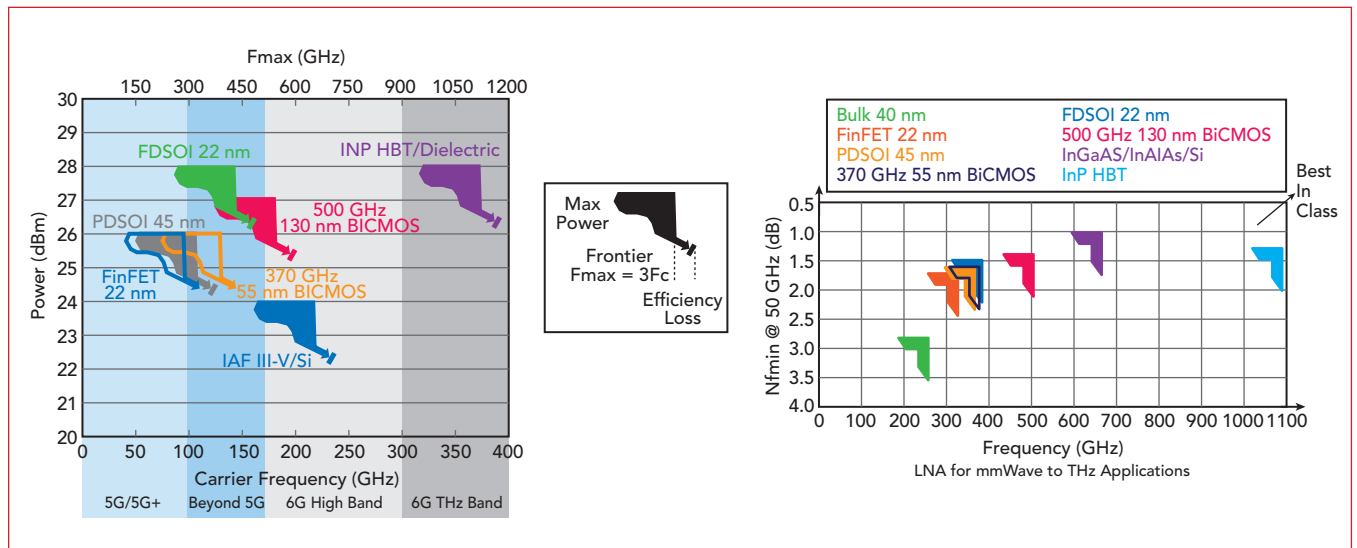 Fmax (GHz)
150 300 450 600 750 900 1050 1200
30
29
28
27
26
25
24
23
22
21
20
Power (dBm)
FDSOI 22 nm
INP HBT/Dielectric
500 GHz
130 nm BICMOS
PDSOI 45 nm
FinFET
22 nm
370 GHz
55 nm BICMOS
IAF III-V/Si
0 50 100 150 200 250 300 350 400
Carrier Frequency (GHz)
5G/5G+ Beyond 5G 6G High Band 6G THz Band
Max
Power
Frontier
Fmax = 3Fc
Efficiency
Loss
Bulk 40 nm
FinFET 22 nm
PDSOI 45 nm
370 GHz 55 nm BiCMOS
FDSOI 22 nm
500 GHz 130 nm BiCMOS
InGaAS/InAlAs/Si
InP HBT
Best
In
Class
0.5
1.0
1.5
2.0
2.5
3.0
3.5
4.0
Nfmin @ 50 GHz (dB)
0 100 200 300 400 500 600 700 800 900 1000 1100
Frequency (GHz)
LNA for mmWave to THz Applications